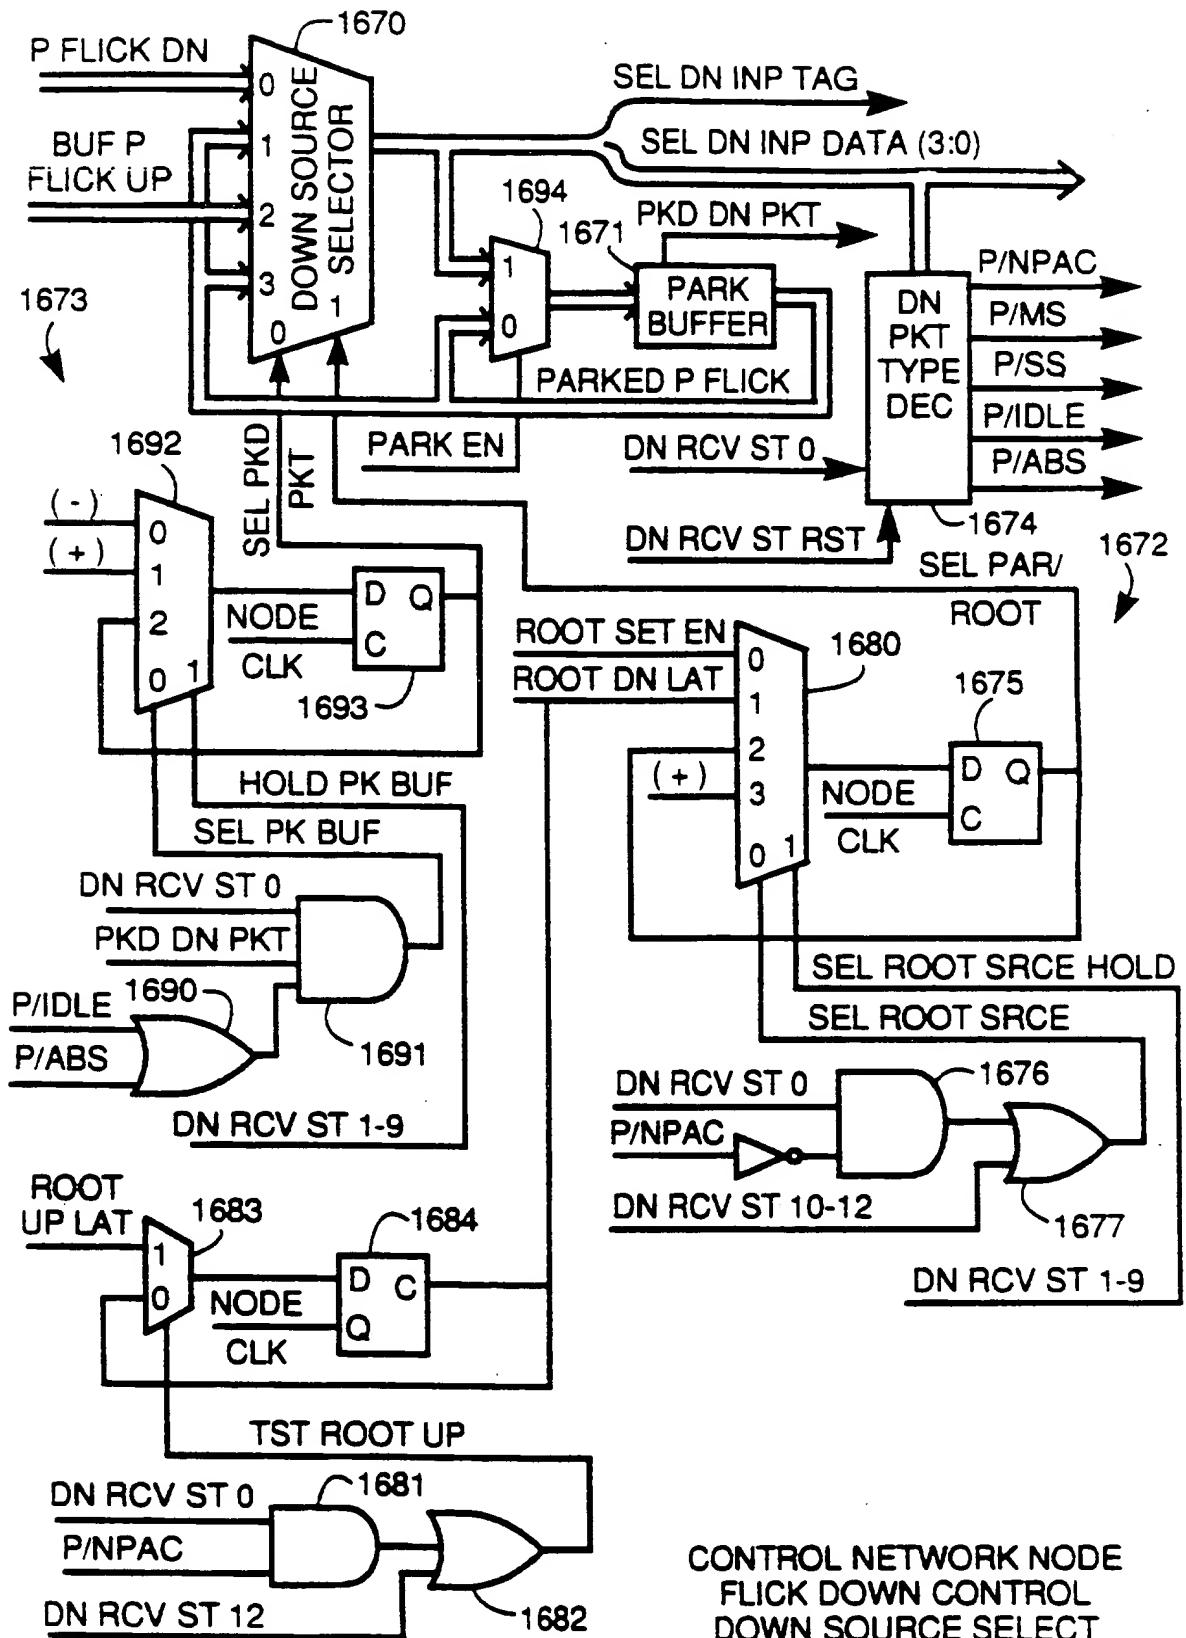 1670
P FLICK DN
0
DOWN SOURCE
SELECTOR
SEL DN INP TAG
BUF P
FLICK UP
1
2
3
0
1
SEL DN INP DATA (3:0)
1694
1
0
1671
PKD DN PKT
PARK
BUFFER
DN
PKT
TYPE
DEC
P/NPAC
P/MS
P/SS
P/IDLE
P/ABS
1673
PARKED P FLICK
PARK EN
SEL PKD
PKT
DN RCV ST 0
DN RCV ST RST
1674
1672
SEL PAR/
ROOT
1692
(-)
(+)
0
1
2
0
1
NODE
CLK
D
Q
C
1693
ROOT SET EN
ROOT DN LAT
0
1
2
3
0
1
1680
(+)
1675
NODE
CLK
D
Q
C
HOLD PK BUF
SEL PK BUF
DN RCV ST 0
PKD DN PKT
P/IDLE
P/ABS
1690
1691
DN RCV ST 1-9
SEL ROOT SRCE HOLD
SEL ROOT SRCE
DN RCV ST 0
P/NPAC
1676
DN RCV ST 10-12
1677
DN RCV ST 1-9
ROOT
UP LAT
1683
1
0
1684
D
C
Q
NODE
CLK
TST ROOT UP
DN RCV ST 0
P/NPAC
1681
DN RCV ST 12
1682
CONTROL NETWORK NODE
FLICK DOWN CONTROL
DOWN SOURCE SELECT